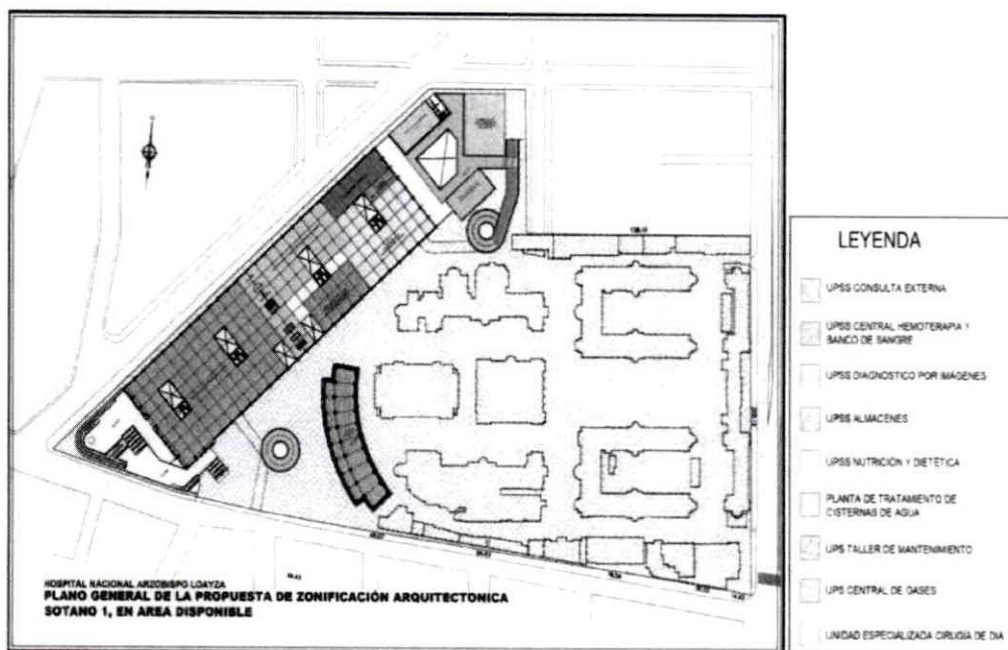 HOSPITAL NACIONAL ARZOBISPO LOAYZA
PLANO GENERAL DE LA PROPUESTA DE ZONIFICACIÓN ARQUITECTONICA
SOTANO 1, EN AREA DISPONIBLE
LEYENDA
UPSS CONSULTA EXTERNA
UPSS CENTRAL HEMOTERAPIA Y
BANCO DE SANGRE
UPSS DIAGNOSTICO POR IMÁGENES
UPSS ALMACENES
UPSS NUTRICION Y DIETÉTICA
PLANTA DE TRATAMIENTO DE
CISTERNAS DE AGUA
UPS TALLER DE MANTENIMIENTO
UPS CENTRAL DE GASES
UNIDAD ESPECIALIZADA CIRUGÍA DE DIA